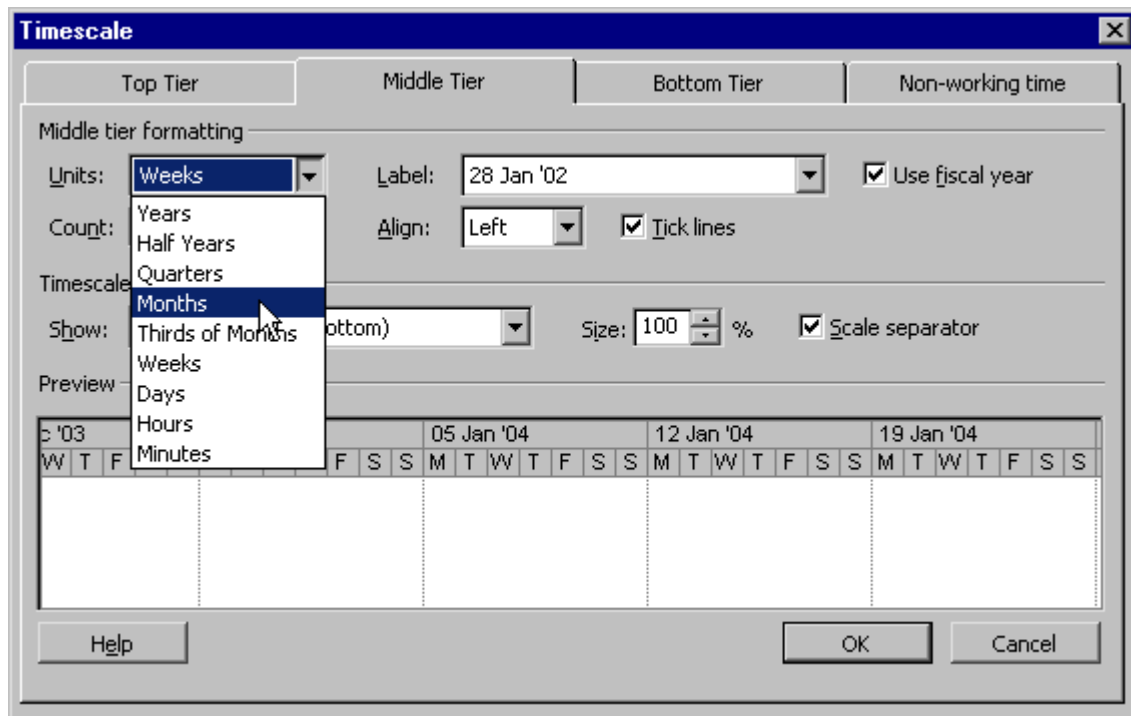 Timescale
Top Tier Middle Tier Bottom Tier Non-working time
Middle tier formatting
Units: Weeks Label: 28 Jan '02 Use fiscal year
Years
Count: Align: Left Tick lines
Half Years
Quarters
Timescale
Months
Show: ottom) Size: 100 % Scale separator
Thirds of Months
Weeks
Preview
Days
Hours
Minutes
c '03 05 Jan '04 12 Jan '04 19 Jan '04
W T F F S S M T W T F S S M T W T F S S M T W T F S S
Help OK Cancel